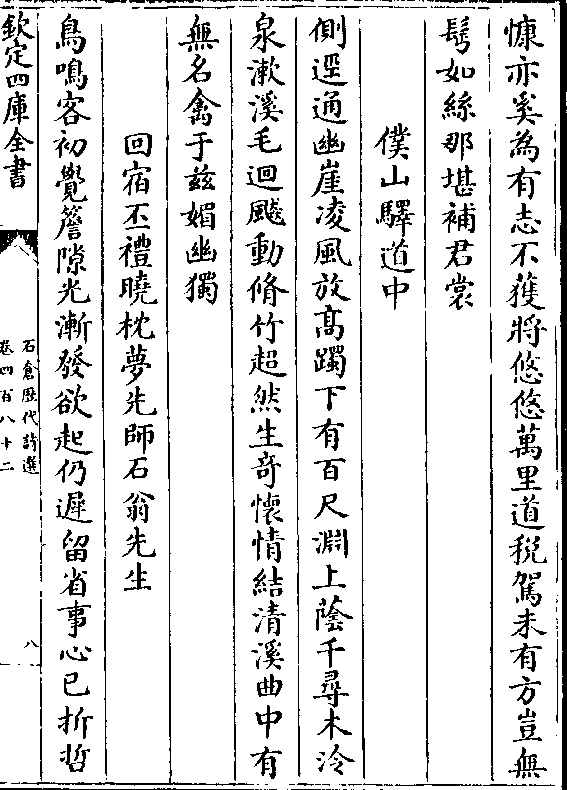 慷亦奚為有志不獲將悠悠萬里道稅駕未有方豈無
髩如絲那堪補君裳
僕山驛道中
側逕通幽崖凌風放高躅下有百尺淵上蔭千尋木泠
泉漱溪毛迴飈動脩竹超然生奇懷情結清溪曲中有
無名禽于兹媚幽獨
回宿丕禮曉枕夢先師石翁先生
鳥鳴客初覺簷隙光漸發欲起仍遲留省事心已折哲
欽定四庫全書
石倉歷代詩選
卷四百八十二
八